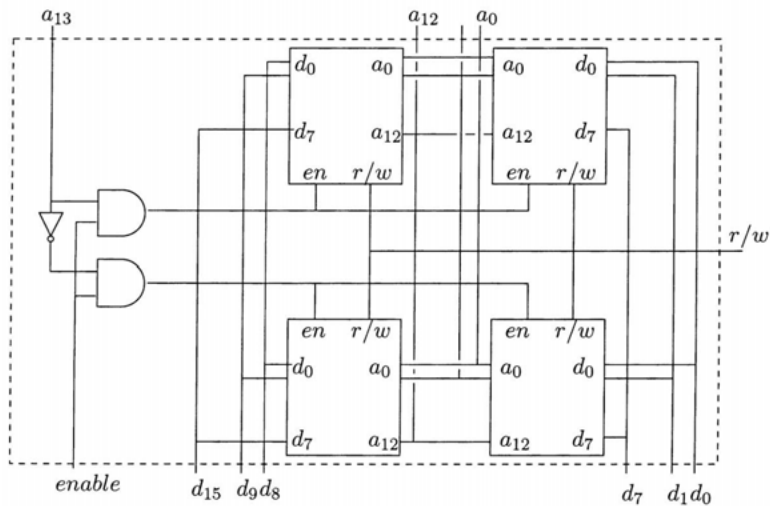 a13 a12 a0
d0 a0 a0 d0
d7 a12 a12 d7
en r/w en r/w
r/w
en r/w en r/w
d0 a0 a0 d0
d7 a12 a12 d7
enable d15 d9 d8 d7 d1 d0